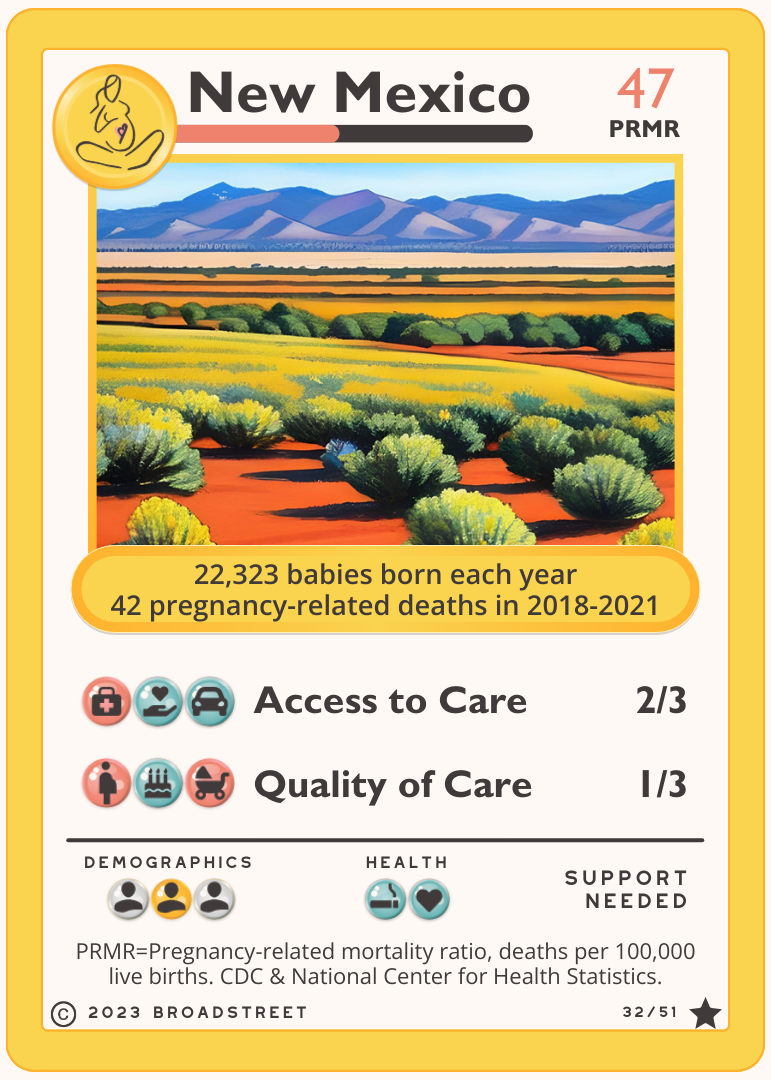 New Mexico
47
PRMR
22,323 babies born each year
42 pregnancy-related deaths in 2018-2021
Access to Care 2/3
Quality of Care 1/3
DEMOGRAPHICS
HEALTH
SUPPORT
NEEDED
PRMR=Pregnancy-related mortality ratio, deaths per 100,000
live births. CDC & National Center for Health Statistics.
© 2023 BROADSTREET 32/51